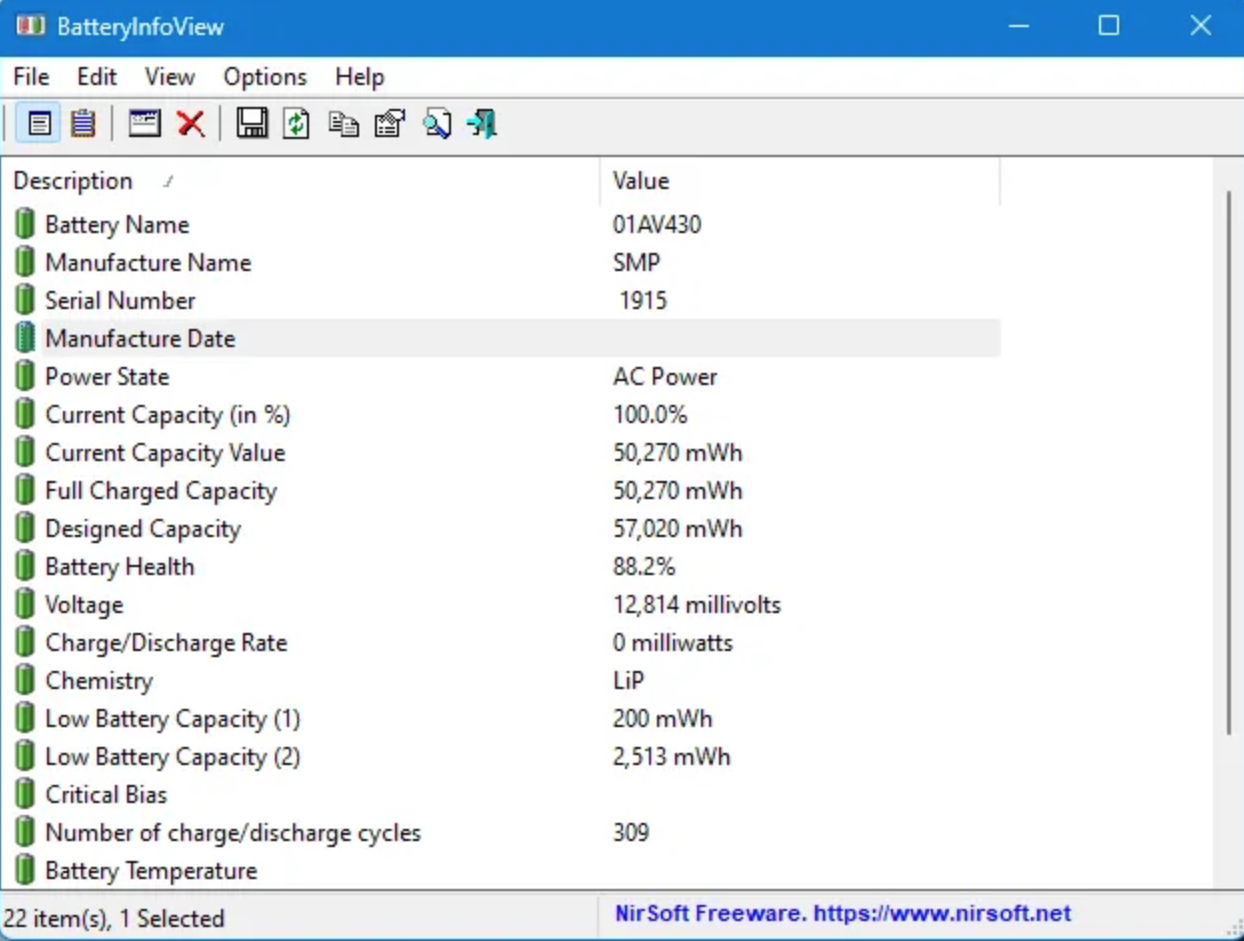 BatteryInfoView
File Edit View Options Help
Description Value
Battery Name 01AV430
Manufacture Name SMP
Serial Number 1915
Manufacture Date
Power State AC Power
Current Capacity (in %) 100.0%
Current Capacity Value 50,270 mWh
Full Charged Capacity 50,270 mWh
Designed Capacity 57,020 mWh
Battery Health 88.2%
Voltage 12,814 millivolts
Charge/Discharge Rate 0 milliwatts
Chemistry LiP
Low Battery Capacity (1) 200 mWh
Low Battery Capacity (2) 2,513 mWh
Critical Bias
Number of charge/discharge cycles 309
Battery Temperature
22 item(s), 1 Selected NirSoft Freeware. https://www.nirsoft.net